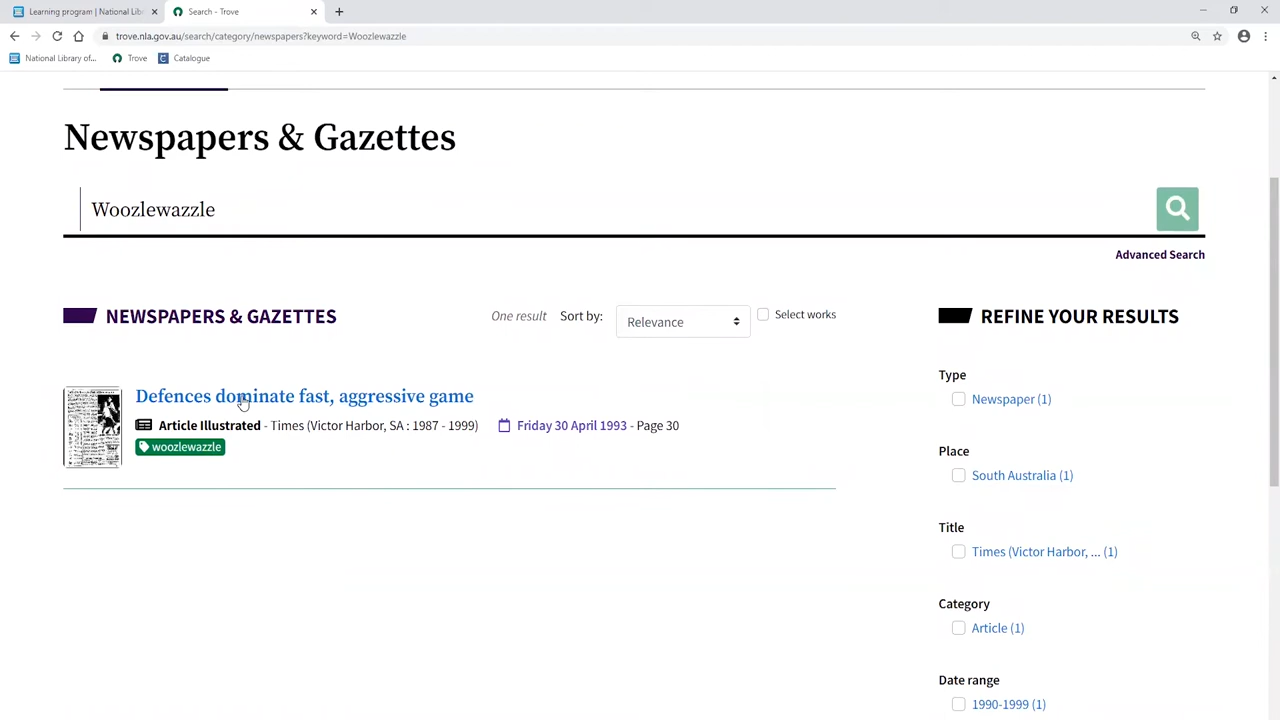 Learning program | National Lib
Search - Trove
trove.nla.gov.au/search/category/newspapers?keyword=Woozlewazzle
National Library of...
Trove
Catalogue
Newspapers & Gazettes
Woozlewazzle
Advanced Search
NEWSPAPERS & GAZETTES
One result Sort by: Relevance Select works
Defences dominate fast, aggressive game
Article Illustrated - Times (Victor Harbor, SA : 1987 - 1999) Friday 30 April 1993 - Page 30
woozlewazzle
REFINE YOUR RESULTS
Type
Newspaper (1)
Place
South Australia (1)
Title
Times (Victor Harbor, ... (1)
Category
Article (1)
Date range
1990-1999 (1)